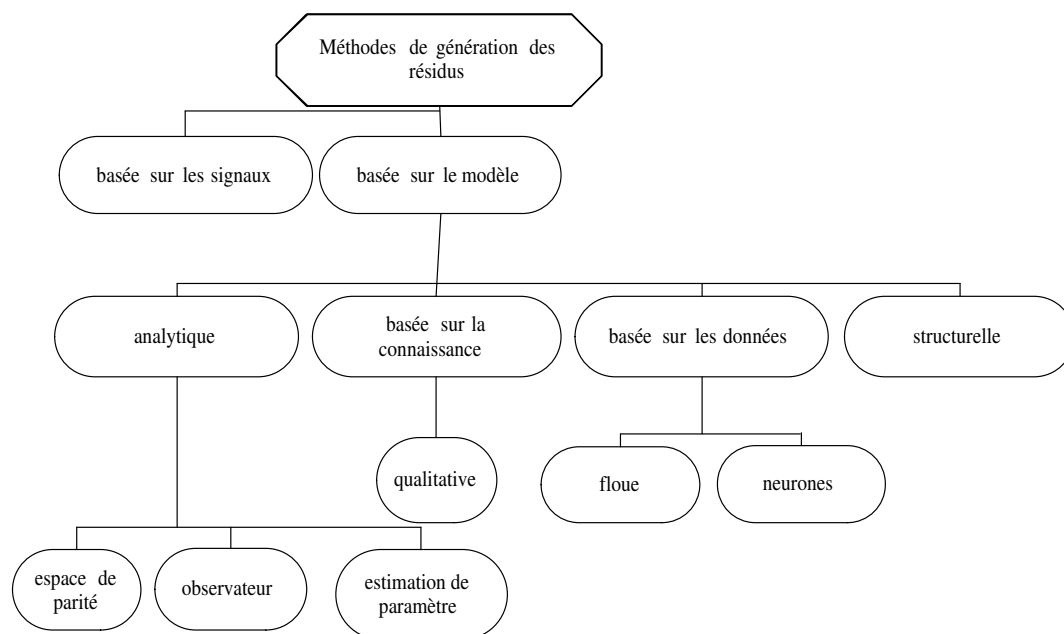 Méthodes de génération des
résidus
basée sur les signaux
basée sur le modèle
analytique
basée sur la
connaissance
basée sur les données
structurelle
qualitative
floue
neurones
espace de
parité
observateur
estimation de
paramètre